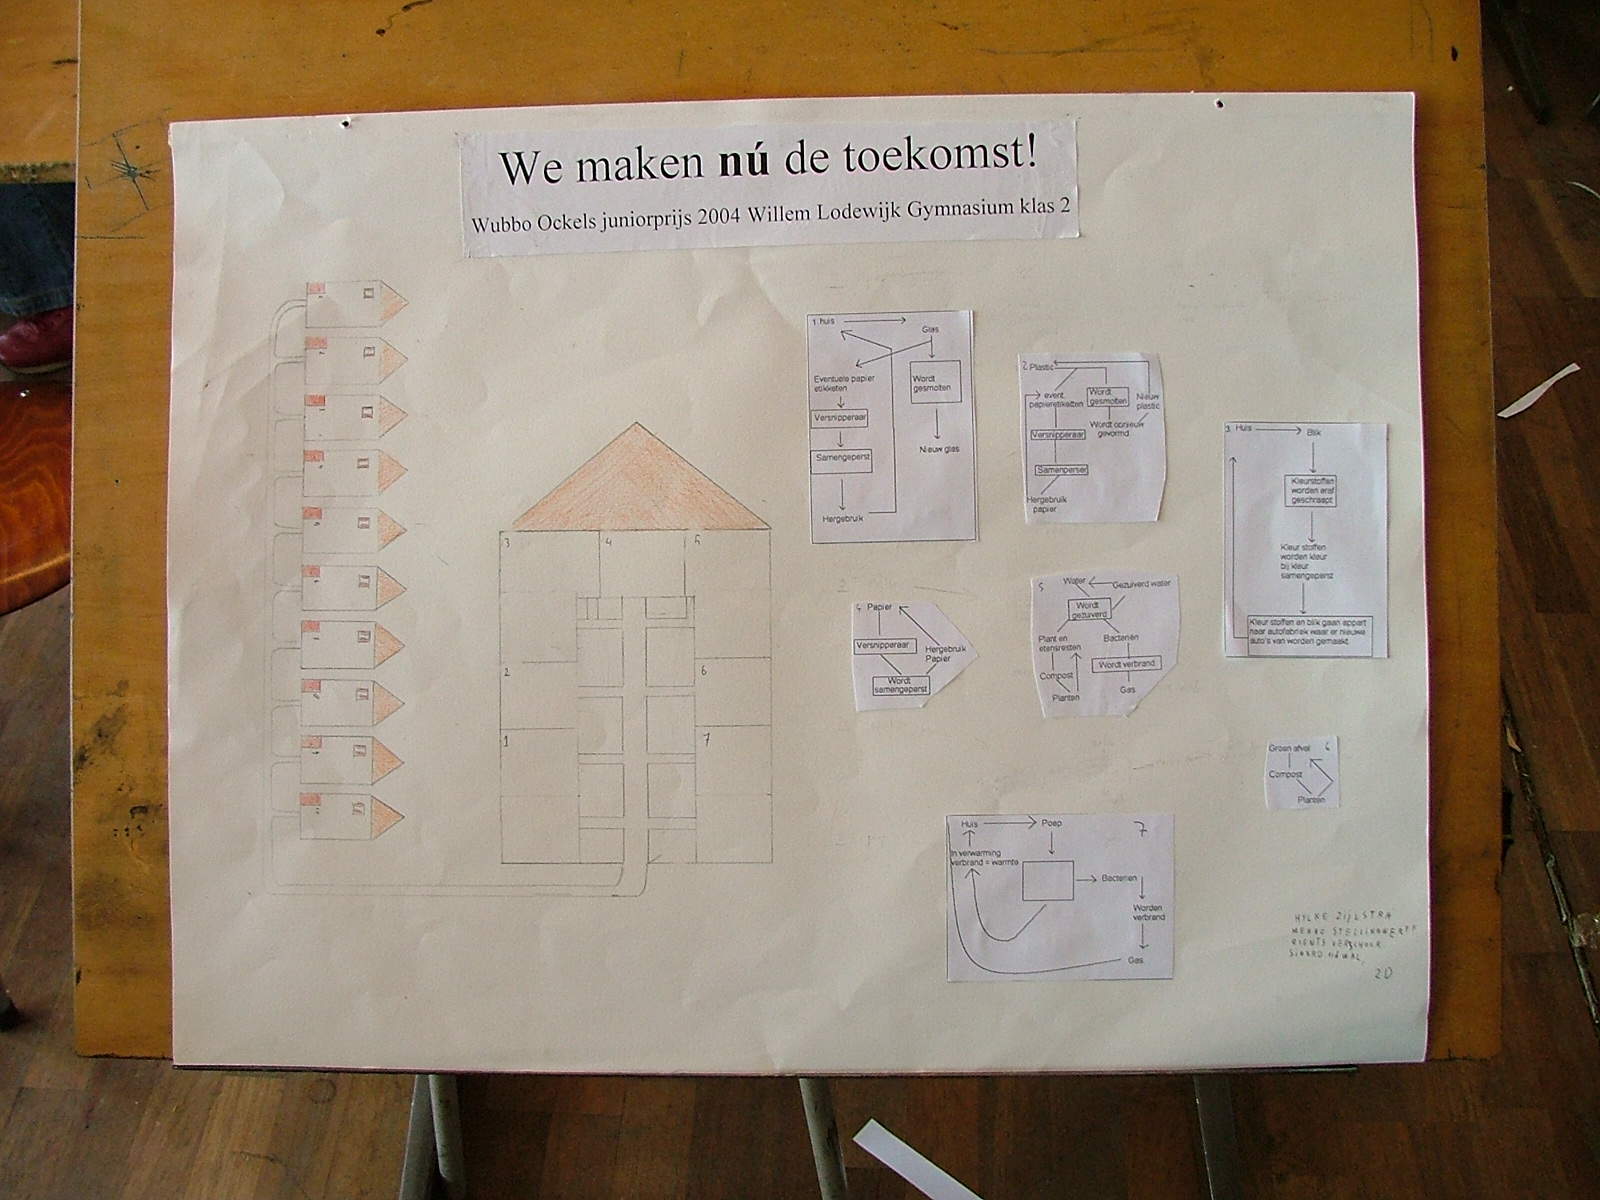 We maken nú de toekomst!
Wubbo Ockels juniorprijs 2004 Willem Lodewijk Gymnasium klas 2
3
4
5
2
6
1
7
1. huis
Glas
Eventuele papier
etiketten
Wordt
gesmolten
Versnipperaar
Samengeperst
Nieuw glas
Hergebruik
2 Plastic
event.
papieretiketten
Wordt
gesmolten
Nieuw
plastic
Versnipperaar
Wordt opnieuw
gevormd
Samenperser
Hergebruik
papier
3. Huis
Blik
Kleurstoffen
worden eraf
geschraapt
Kleur stoffen
worden kleur
bij kleur
samengeperst
Kleur stoffen en blik gaan appart
naar autofabriek waar er nieuwe
auto's van worden gemaakt.
4 Papier
Versnipperaar
Hergebruik
Papier
Wordt
samengeperst
5
Water
Gezuiverd water
Wordt
gezuiverd
Plant en
etensresten
Bacteriën
Wordt verbrand
Compost
Planten
Gas
Groen afval 6
Compost
Planten
Huis
Poep
7
In verwarming
verbrand = warmte
Bacteriën
Worden
verbrand
Gas
HYLKE ZIJLSTRA
MENNO STELLINGWERFF
RIENTS VERSCHUUR
2D